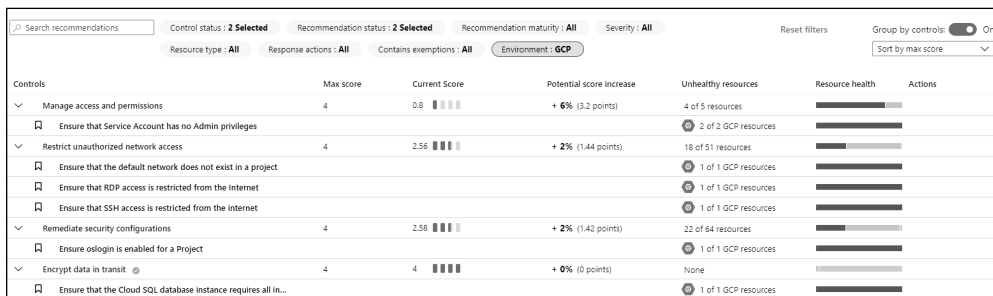 Search recommendations
Control status : 2 Selected
Recommendation status : 2 Selected
Recommendation maturity : All
Severity : All
Reset filters
Group by controls:
On
Resource type : All
Response actions : All
Contains exemptions : All
Environment : GCP
Sort by max score
Controls
Max score
Current Score
Potential score increase
Unhealthy resources
Resource health
Actions
Manage access and permissions
4
0.8
+ 6% (3.2 points)
4 of 5 resources
Ensure that Service Account has no Admin privileges
2 of 2 GCP resources
Restrict unauthorized network access
4
2.56
+ 2% (1.44 points)
18 of 51 resources
Ensure that the default network does not exist in a project
1 of 1 GCP resources
Ensure that RDP access is restricted from the Internet
1 of 1 GCP resources
Ensure that SSH access is restricted from the internet
1 of 1 GCP resources
Remediate security configurations
4
2.58
+ 2% (1.42 points)
22 of 64 resources
Ensure oslogin is enabled for a Project
1 of 1 GCP resources
Encrypt data in transit
4
4
+ 0% (0 points)
None
Ensure that the Cloud SQL database instance requires all in...
1 of 1 GCP resources